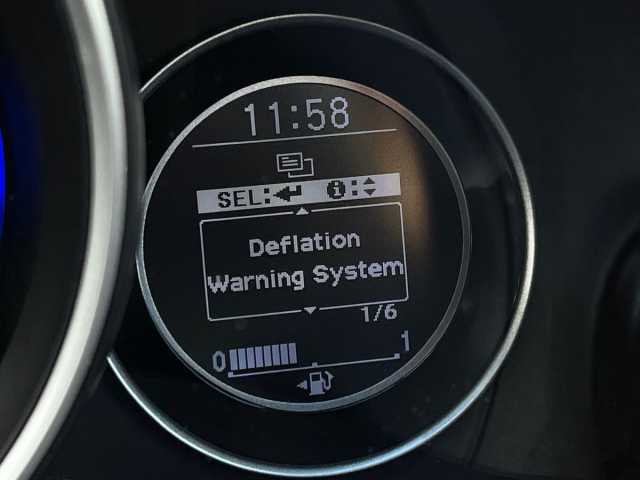 11:58
SEL: i:
Deflation
Warning System
1/6
0 1